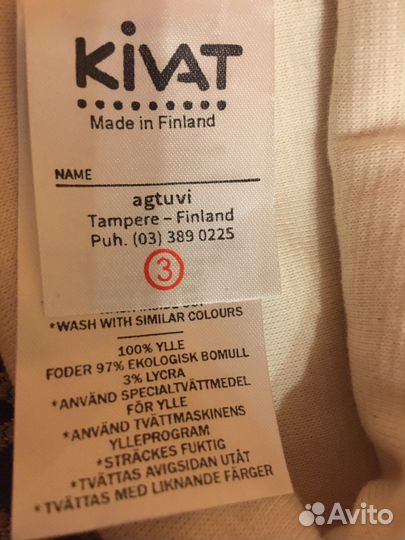 KIVAT
Made in Finland
NAME
agtuvi
Tampere – Finland
Puh. (03) 389 0225
3
*WASH WITH SIMILAR COLOURS
100% YLLE
FODER 97% EKOLOGISK BOMULL
3% LYCRA
*ANVÄND SPECIALTVÄTTMEDEL
FÖR YLLE
*ANVÄND TVÄTTMASKINENS
YLLEPROGRAM
*STRÄCKES FUKTIG
*TVÄTTAS AVIGSIDAN UTÅT
*TVÄTTAS MED LIKNANDE FÄRGER
Avito